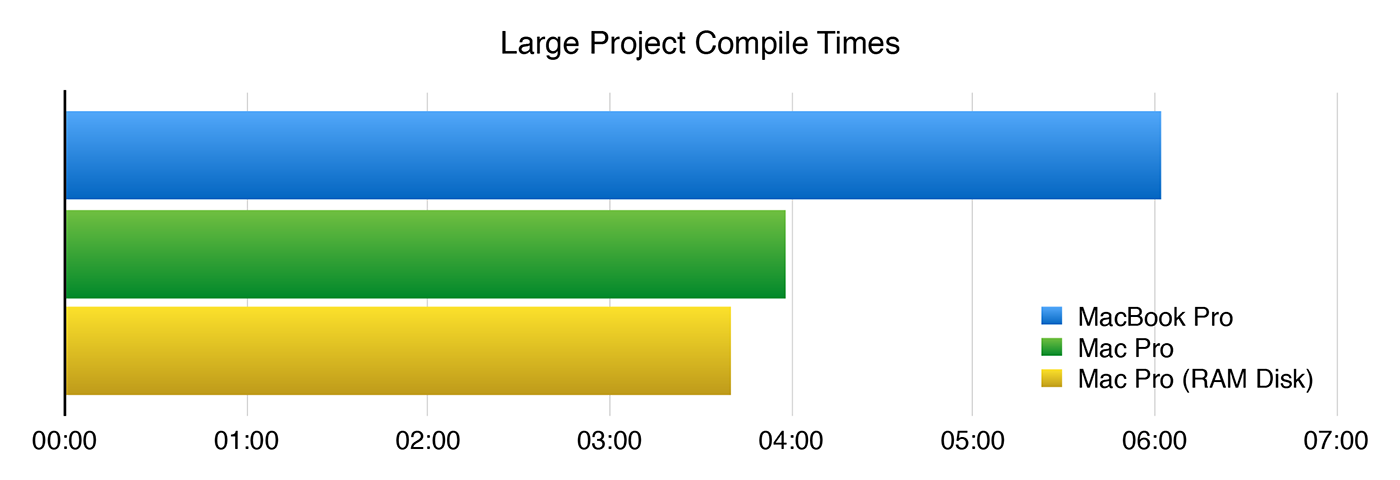 Large Project Compile Times
MacBook Pro
Mac Pro
Mac Pro (RAM Disk)
00:00 01:00 02:00 03:00 04:00 05:00 06:00 07:00